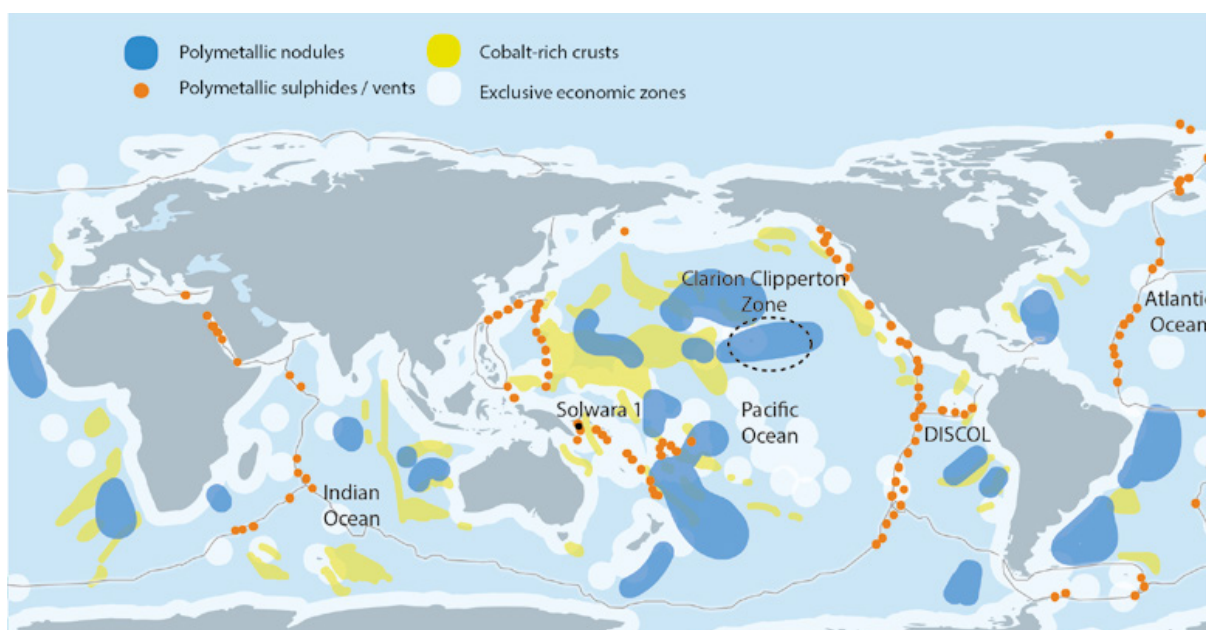 Polymetallic nodules
Cobalt-rich crusts
Polymetallic sulphides / vents
Exclusive economic zones
Clarion Clipperton
Zone
Atlantic
Ocean
Solwara 1
Pacific
Ocean
DISCOL
Indian
Ocean